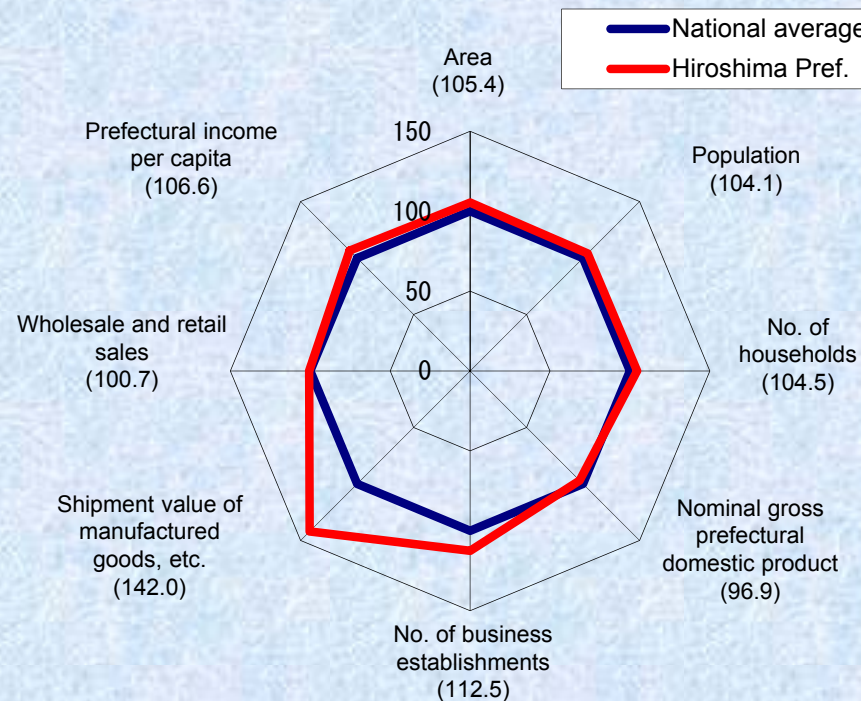 National average
Hiroshima Pref.
Area
(105.4)
Population
(104.1)
No. of
households
(104.5)
Nominal gross
prefectural
domestic product
(96.9)
No. of business
establishments
(112.5)
Shipment value of
manufactured
goods, etc.
(142.0)
Wholesale and retail
sales
(100.7)
Prefectural income
per capita
(106.6)
150
100
50
0